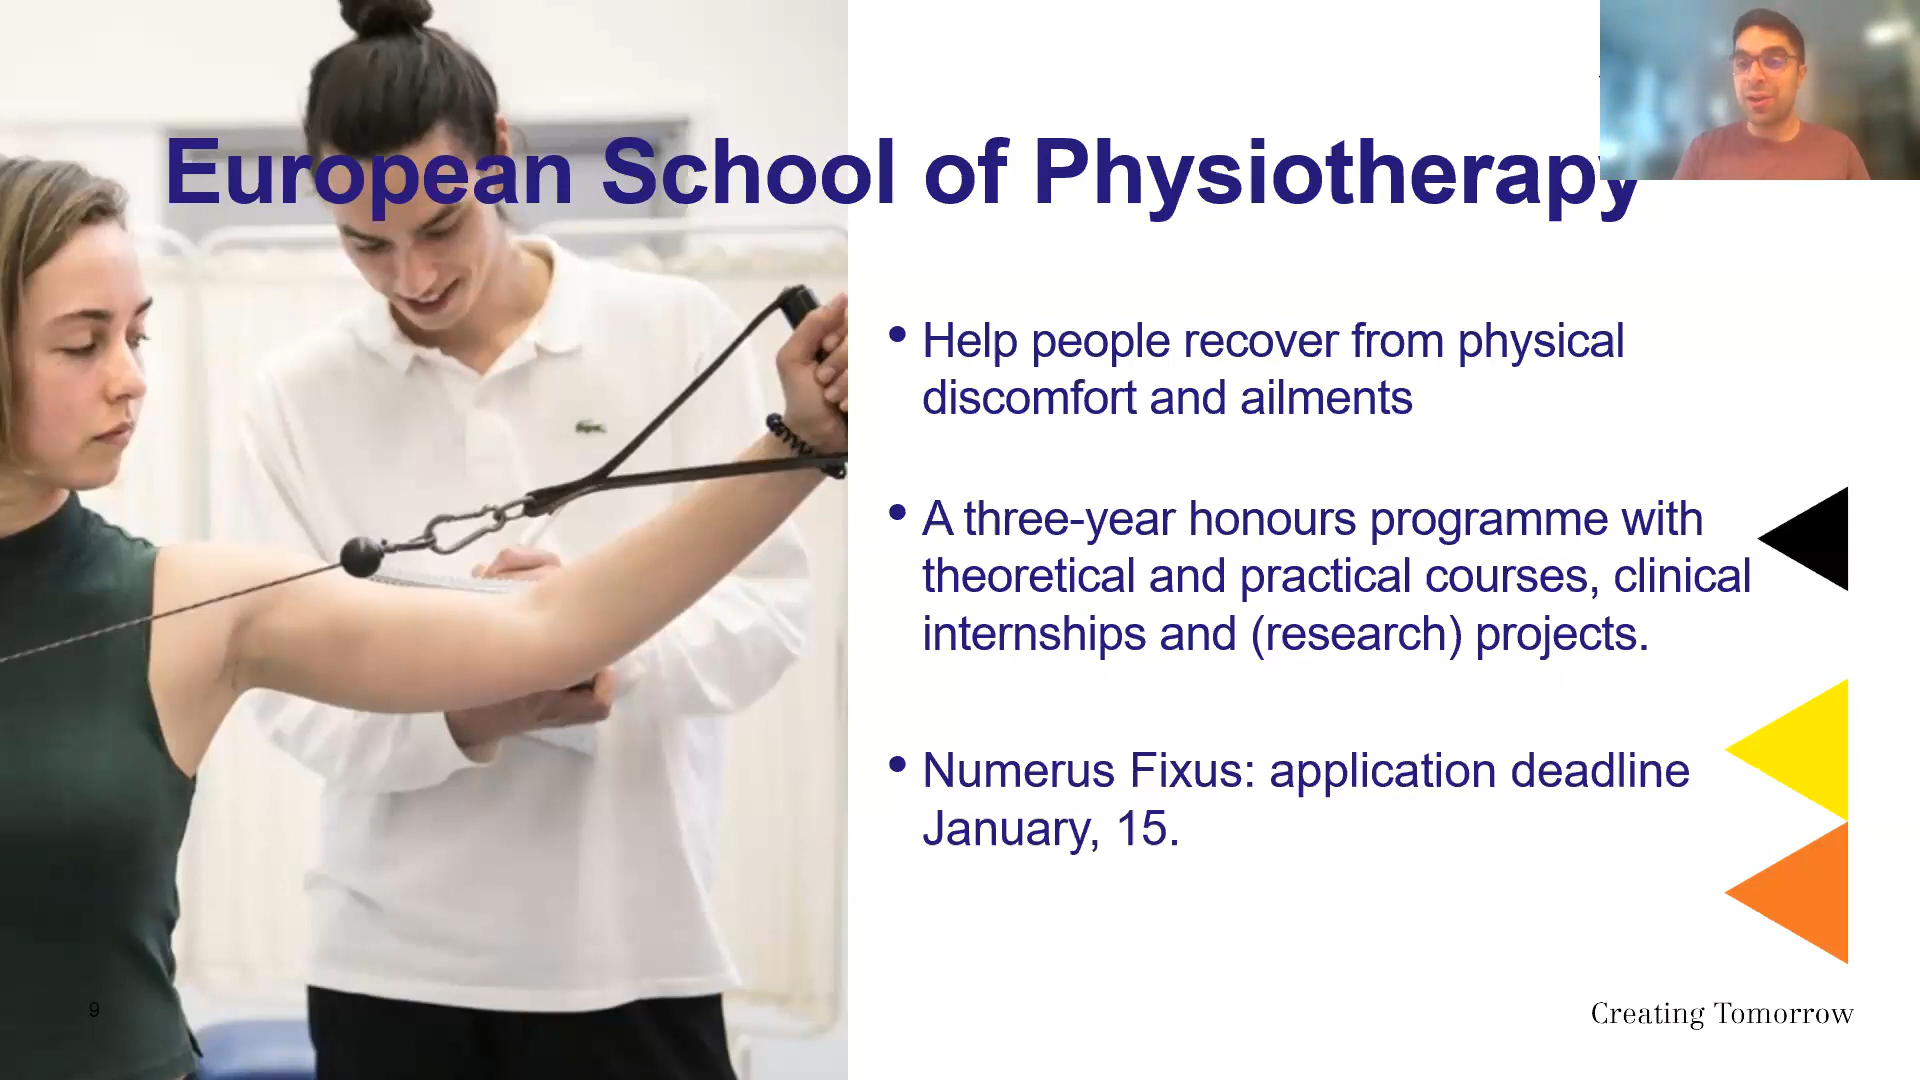 European School of Physiotherapy
• Help people recover from physical
discomfort and ailments
• A three-year honours programme with
theoretical and practical courses, clinical
internships and (research) projects.
• Numerus Fixus: application deadline
January, 15.
9
Creating Tomorrow